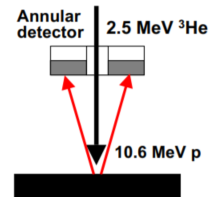 Annular
detector
2.5 MeV ³He
10.6 MeV p